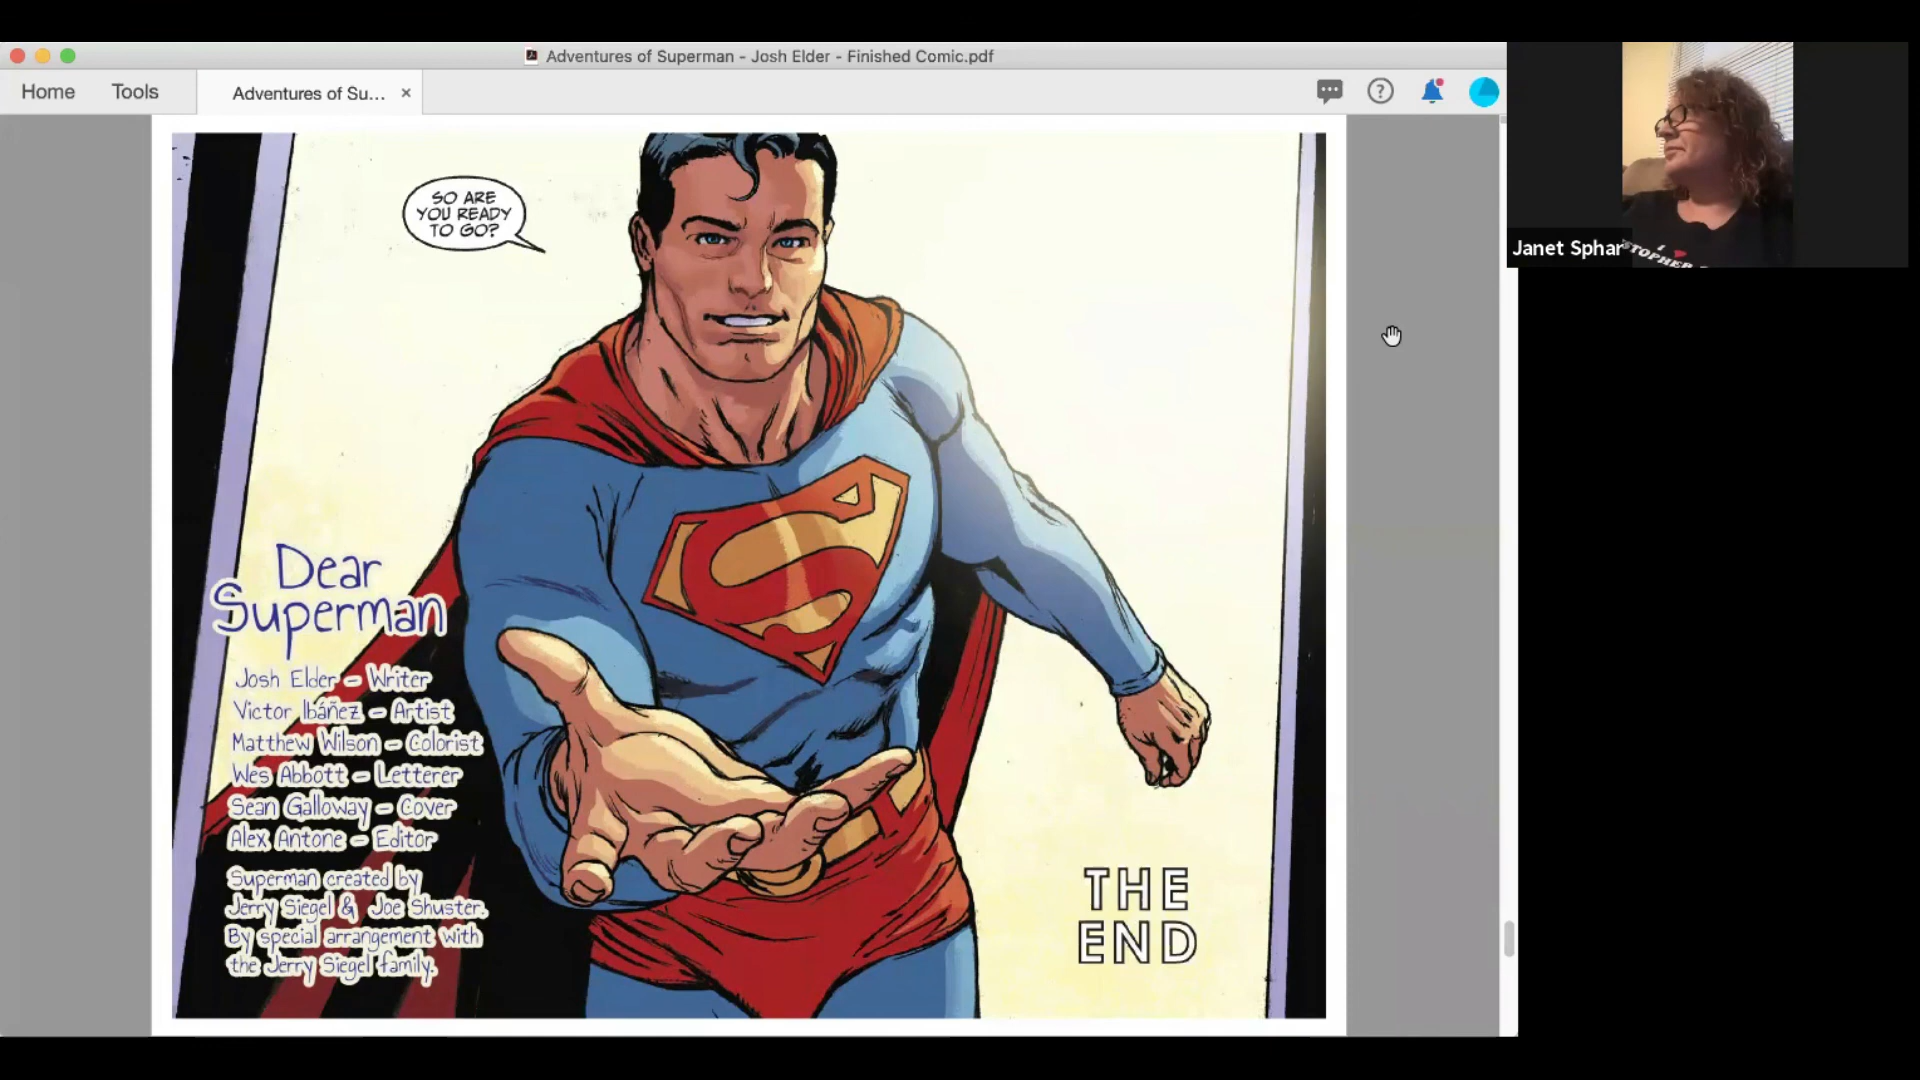 Adventures of Superman - Josh Elder - Finished Comic.pdf
Home
Tools
Adventures of Su...
SO ARE
YOU READY
TO GO?
Dear
Superman
Josh Elder – Writer
Victor Ibáñez – Artist
Matthew Wilson – Colorist
Wes Abbott – Letterer
Sean Galloway – Cover
Alex Antone – Editor
Superman created by
Jerry Siegel & Joe Shuster.
By special arrangement with
the Jerry Siegel family.
THE
END
Janet Sphar
I